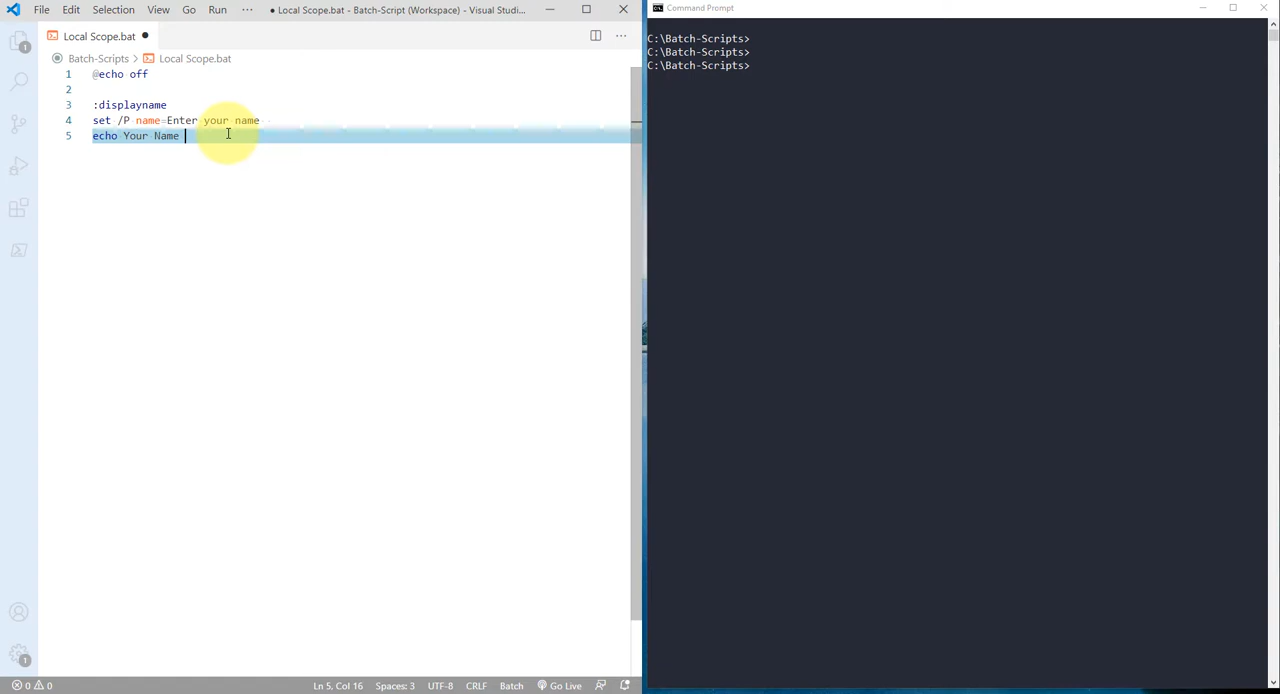 File Edit Selection View Go Run ··· ● Local Scope.bat - Batch-Script (Workspace) - Visual Studi...
Command Prompt
Local Scope.bat ●
Batch-Scripts > Local Scope.bat
1 @echo off
2
3 :displayname
4 set /P name=Enter your name
5 echo Your Name
C:\Batch-Scripts>
C:\Batch-Scripts>
C:\Batch-Scripts>
1
1
0 0 Ln 5, Col 16 Spaces: 3 UTF-8 CRLF Batch Go Live